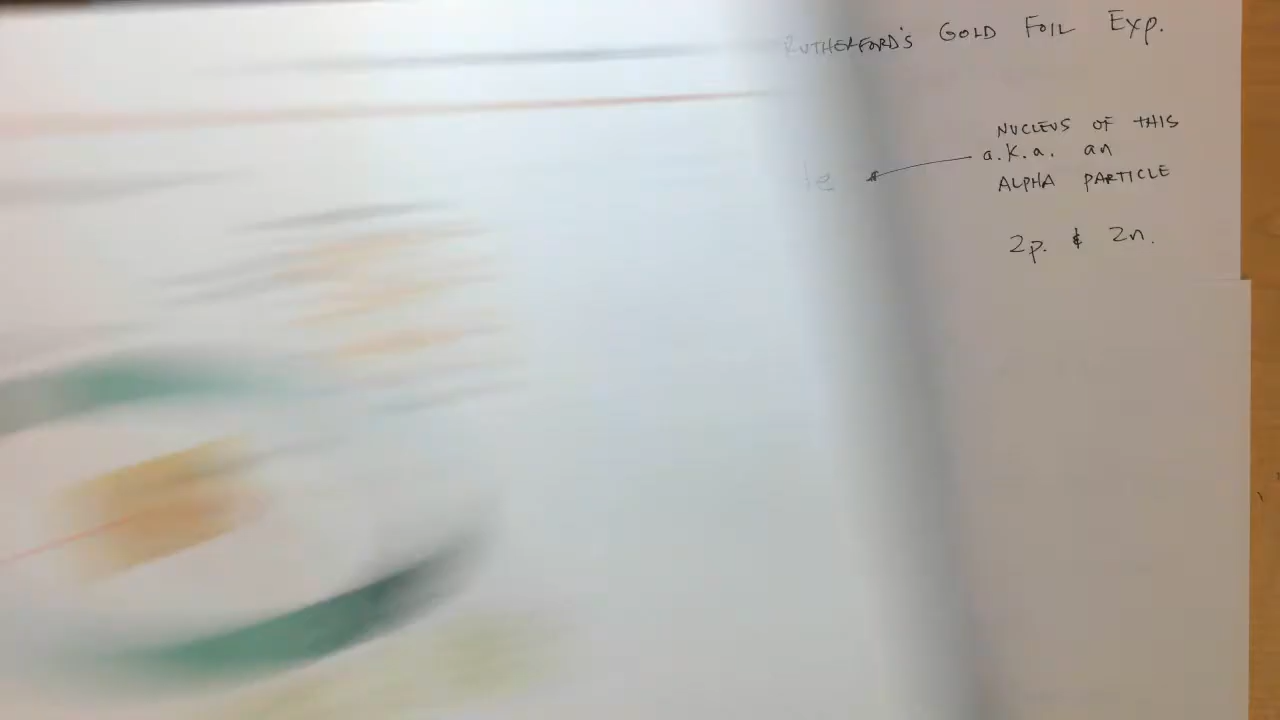 RUTHERFORD'S GOLD FOIL EXP.
NUCLEUS OF THIS
a.k.a. an
ALPHA PARTICLE
2p. & 2n.